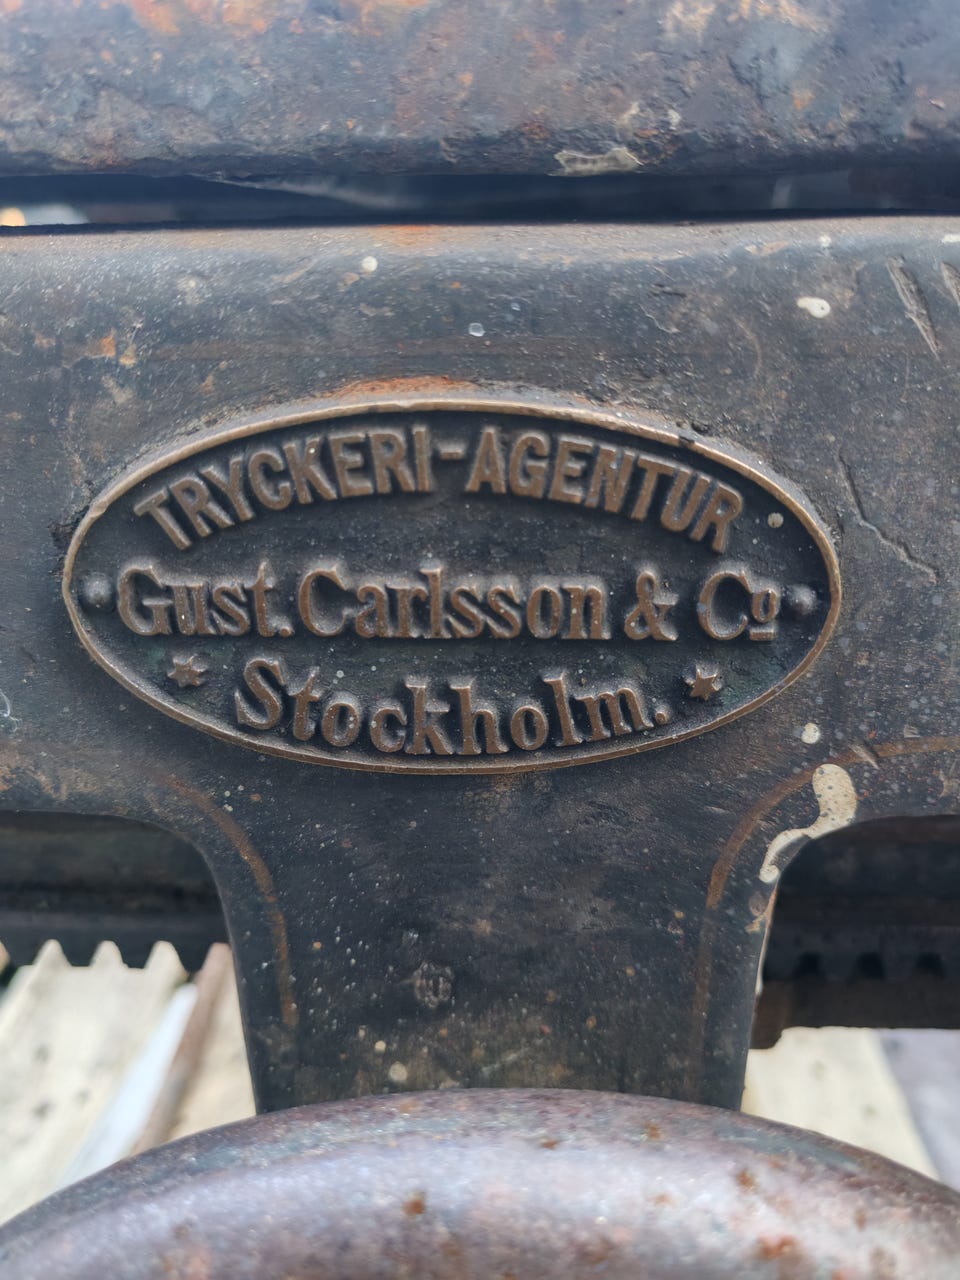 TRYCKERI-AGENTUR
Gust. Carlsson & Co
Stockholm.